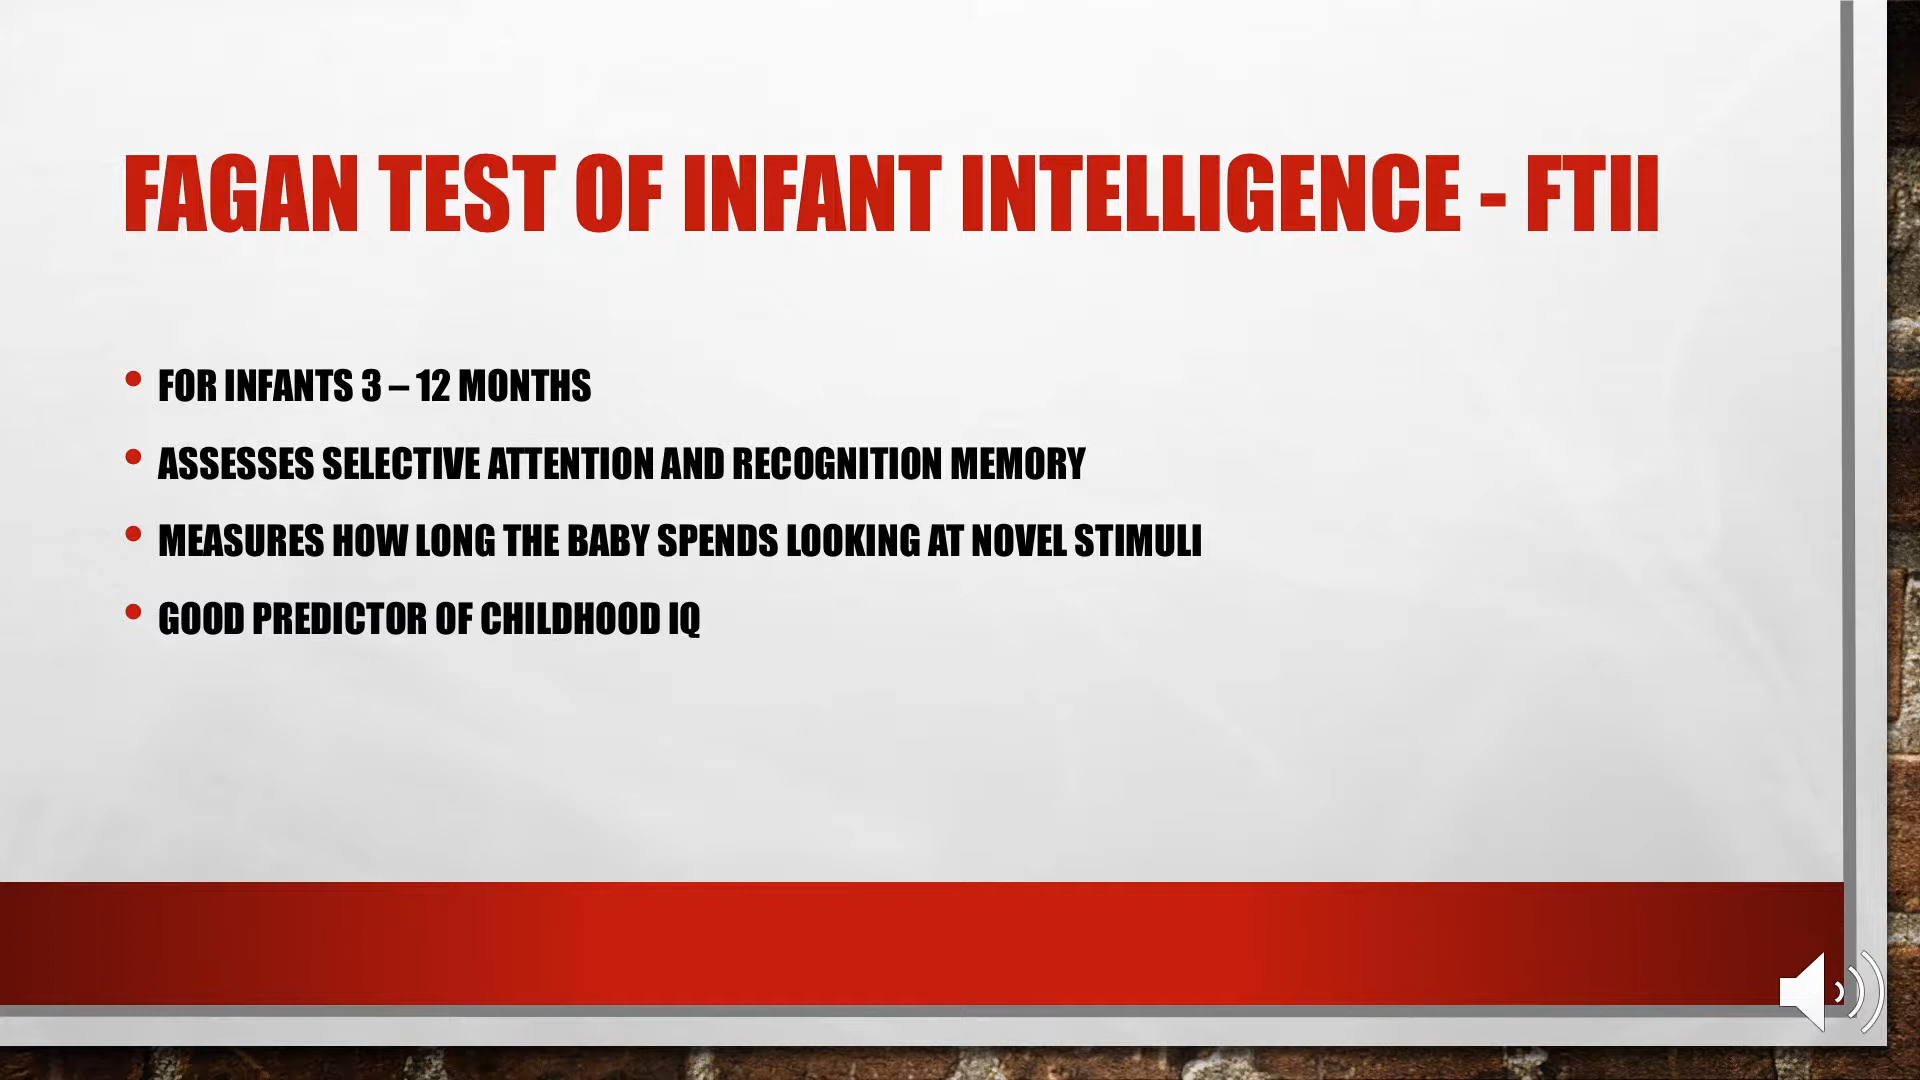 FAGAN TEST OF INFANT INTELLIGENCE - FTII
• FOR INFANTS 3 – 12 MONTHS
• ASSESSES SELECTIVE ATTENTION AND RECOGNITION MEMORY
• MEASURES HOW LONG THE BABY SPENDS LOOKING AT NOVEL STIMULI
• GOOD PREDICTOR OF CHILDHOOD IQ